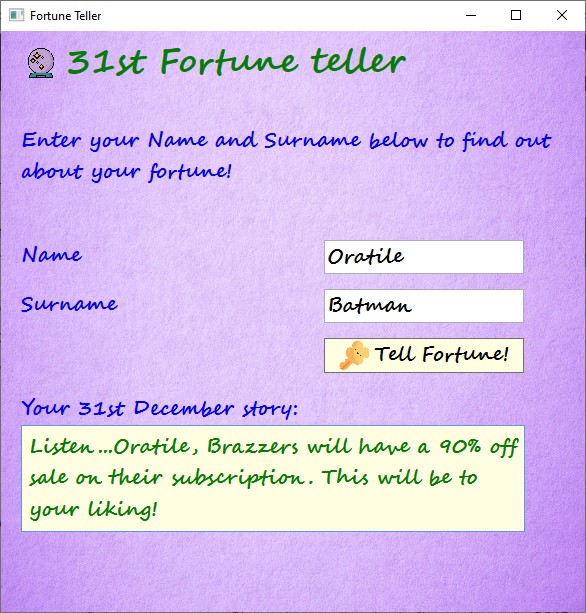 Fortune Teller
31st Fortune teller
Enter your Name and Surname below to find out
about your fortune!
Name
Oratile
Surname
Batman
Tell Fortune!
Your 31st December story:
Listen...Oratile, Brazzers will have a 90% off
sale on their subscription. This will be to
your liking!